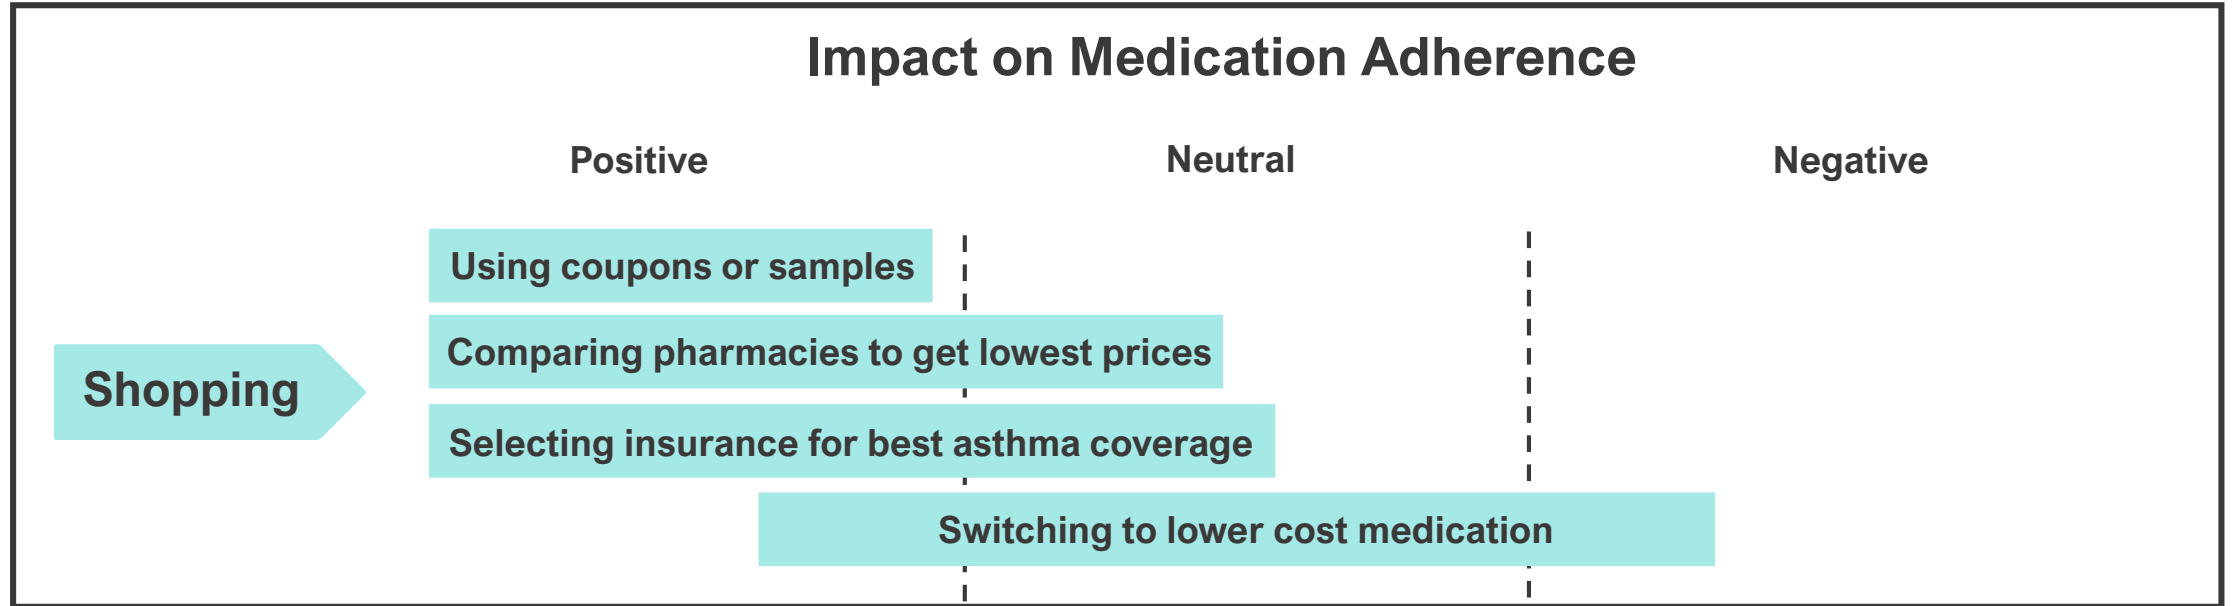 Impact on Medication Adherence
Positive
Neutral
Negative
Using coupons or samples
Comparing pharmacies to get lowest prices
Shopping
Selecting insurance for best asthma coverage
Switching to lower cost medication